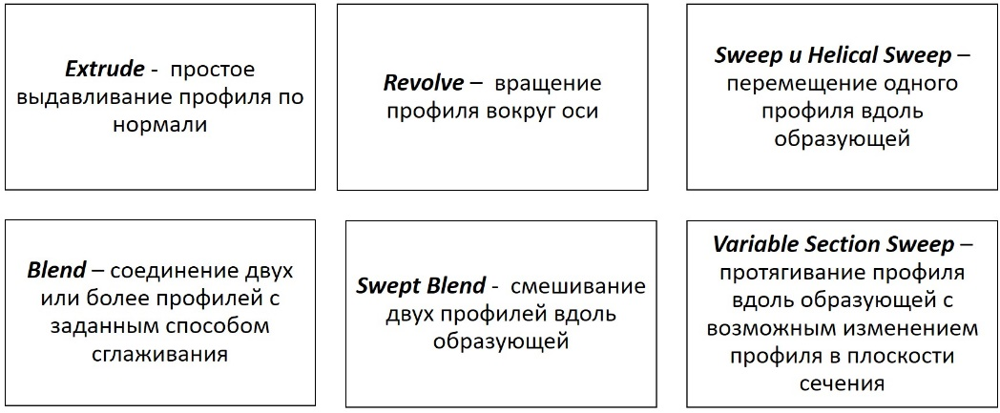 Extrude - простое
выдавливание профиля по
нормали
Revolve – вращение
профиля вокруг оси
Sweep и Helical Sweep –
перемещение одного
профиля вдоль
образующей
Blend – соединение двух
или более профилей с
заданным способом
сглаживания
Swept Blend - смешивание
двух профилей вдоль
образующей
Variable Section Sweep –
протягивание профиля
вдоль образующей с
возможным изменением
профиля в плоскости
сечения